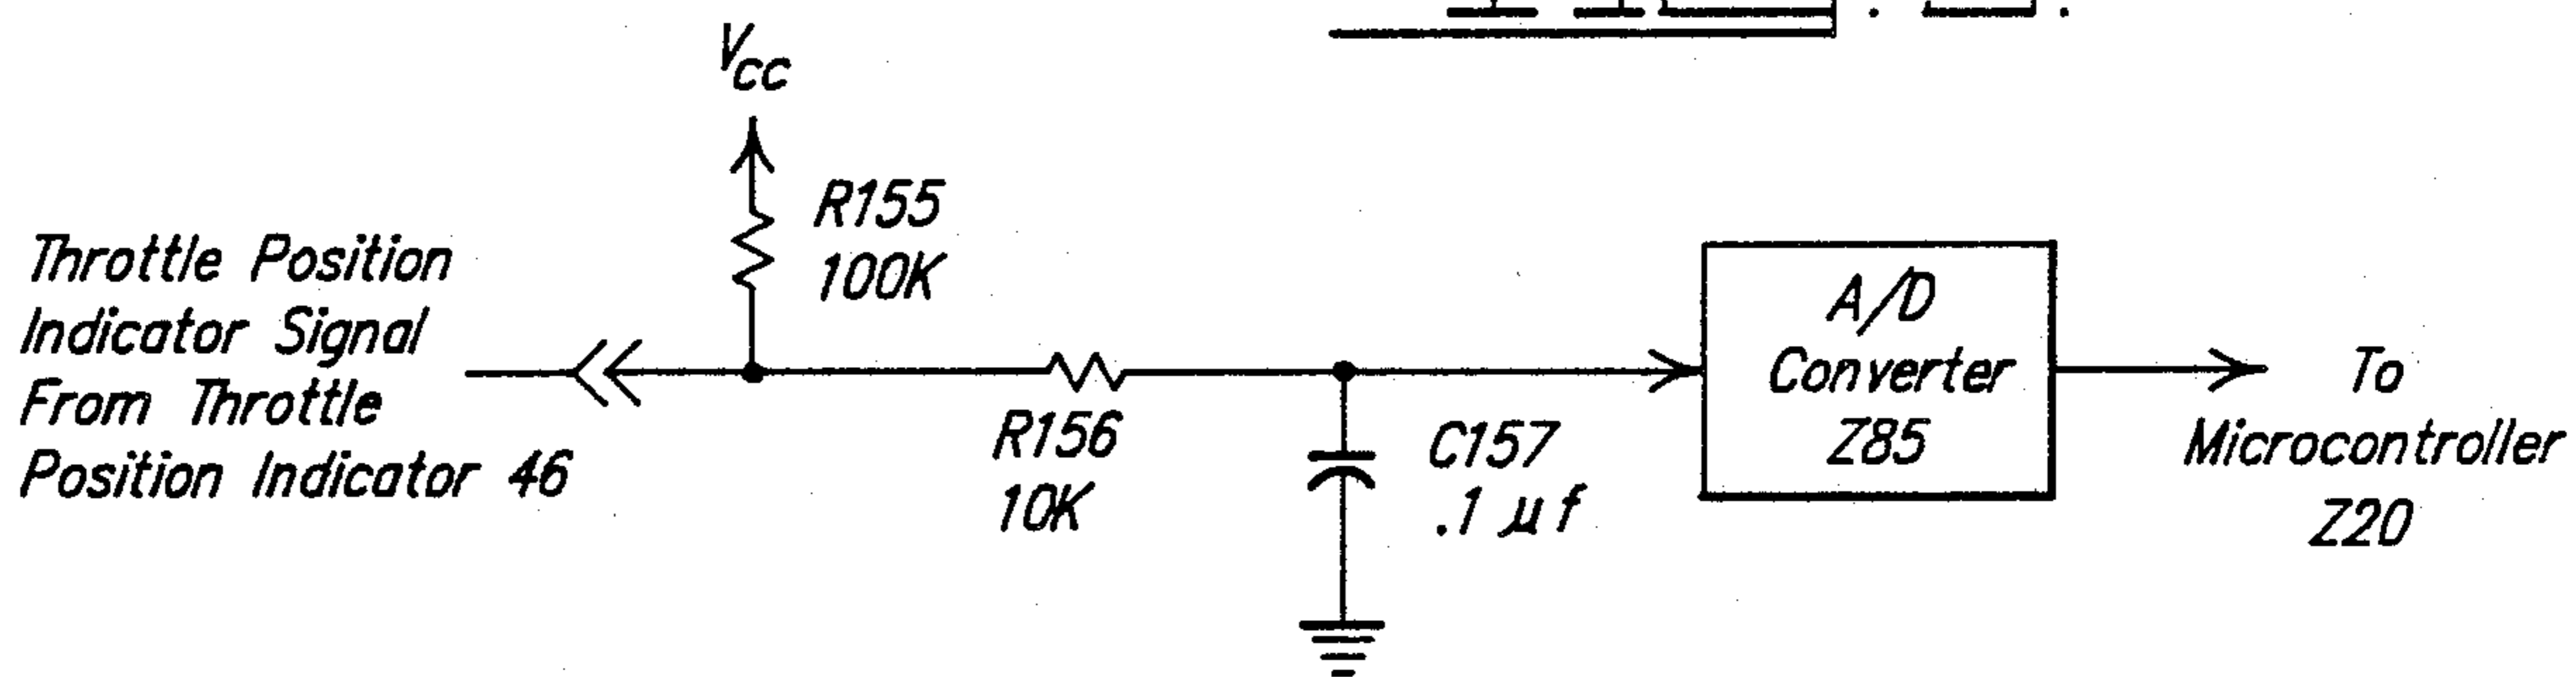 Vcc
R155
100K
Throttle Position
Indicator Signal
From Throttle
Position Indicator 46
R156
10K
C157
.1 µf
A/D
Converter
Z85
To
Microcontroller
Z20